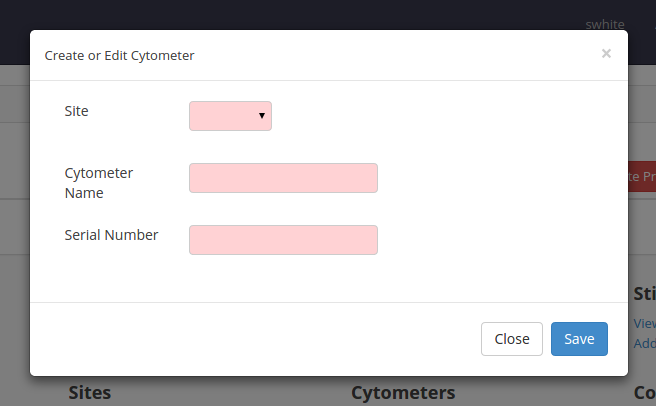 swhite
Create or Edit Cytometer ×
Site
Cytometer
Name
Serial Number
te Pr
Sti
View
Add
Close Save
Sites Cytometers Co